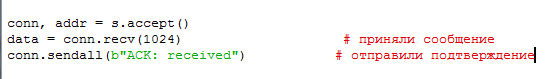 conn, addr = s.accept()
data = conn.recv(1024) # приняли сообщение
conn.sendall(b"ACK: received") # отправили подтверждение